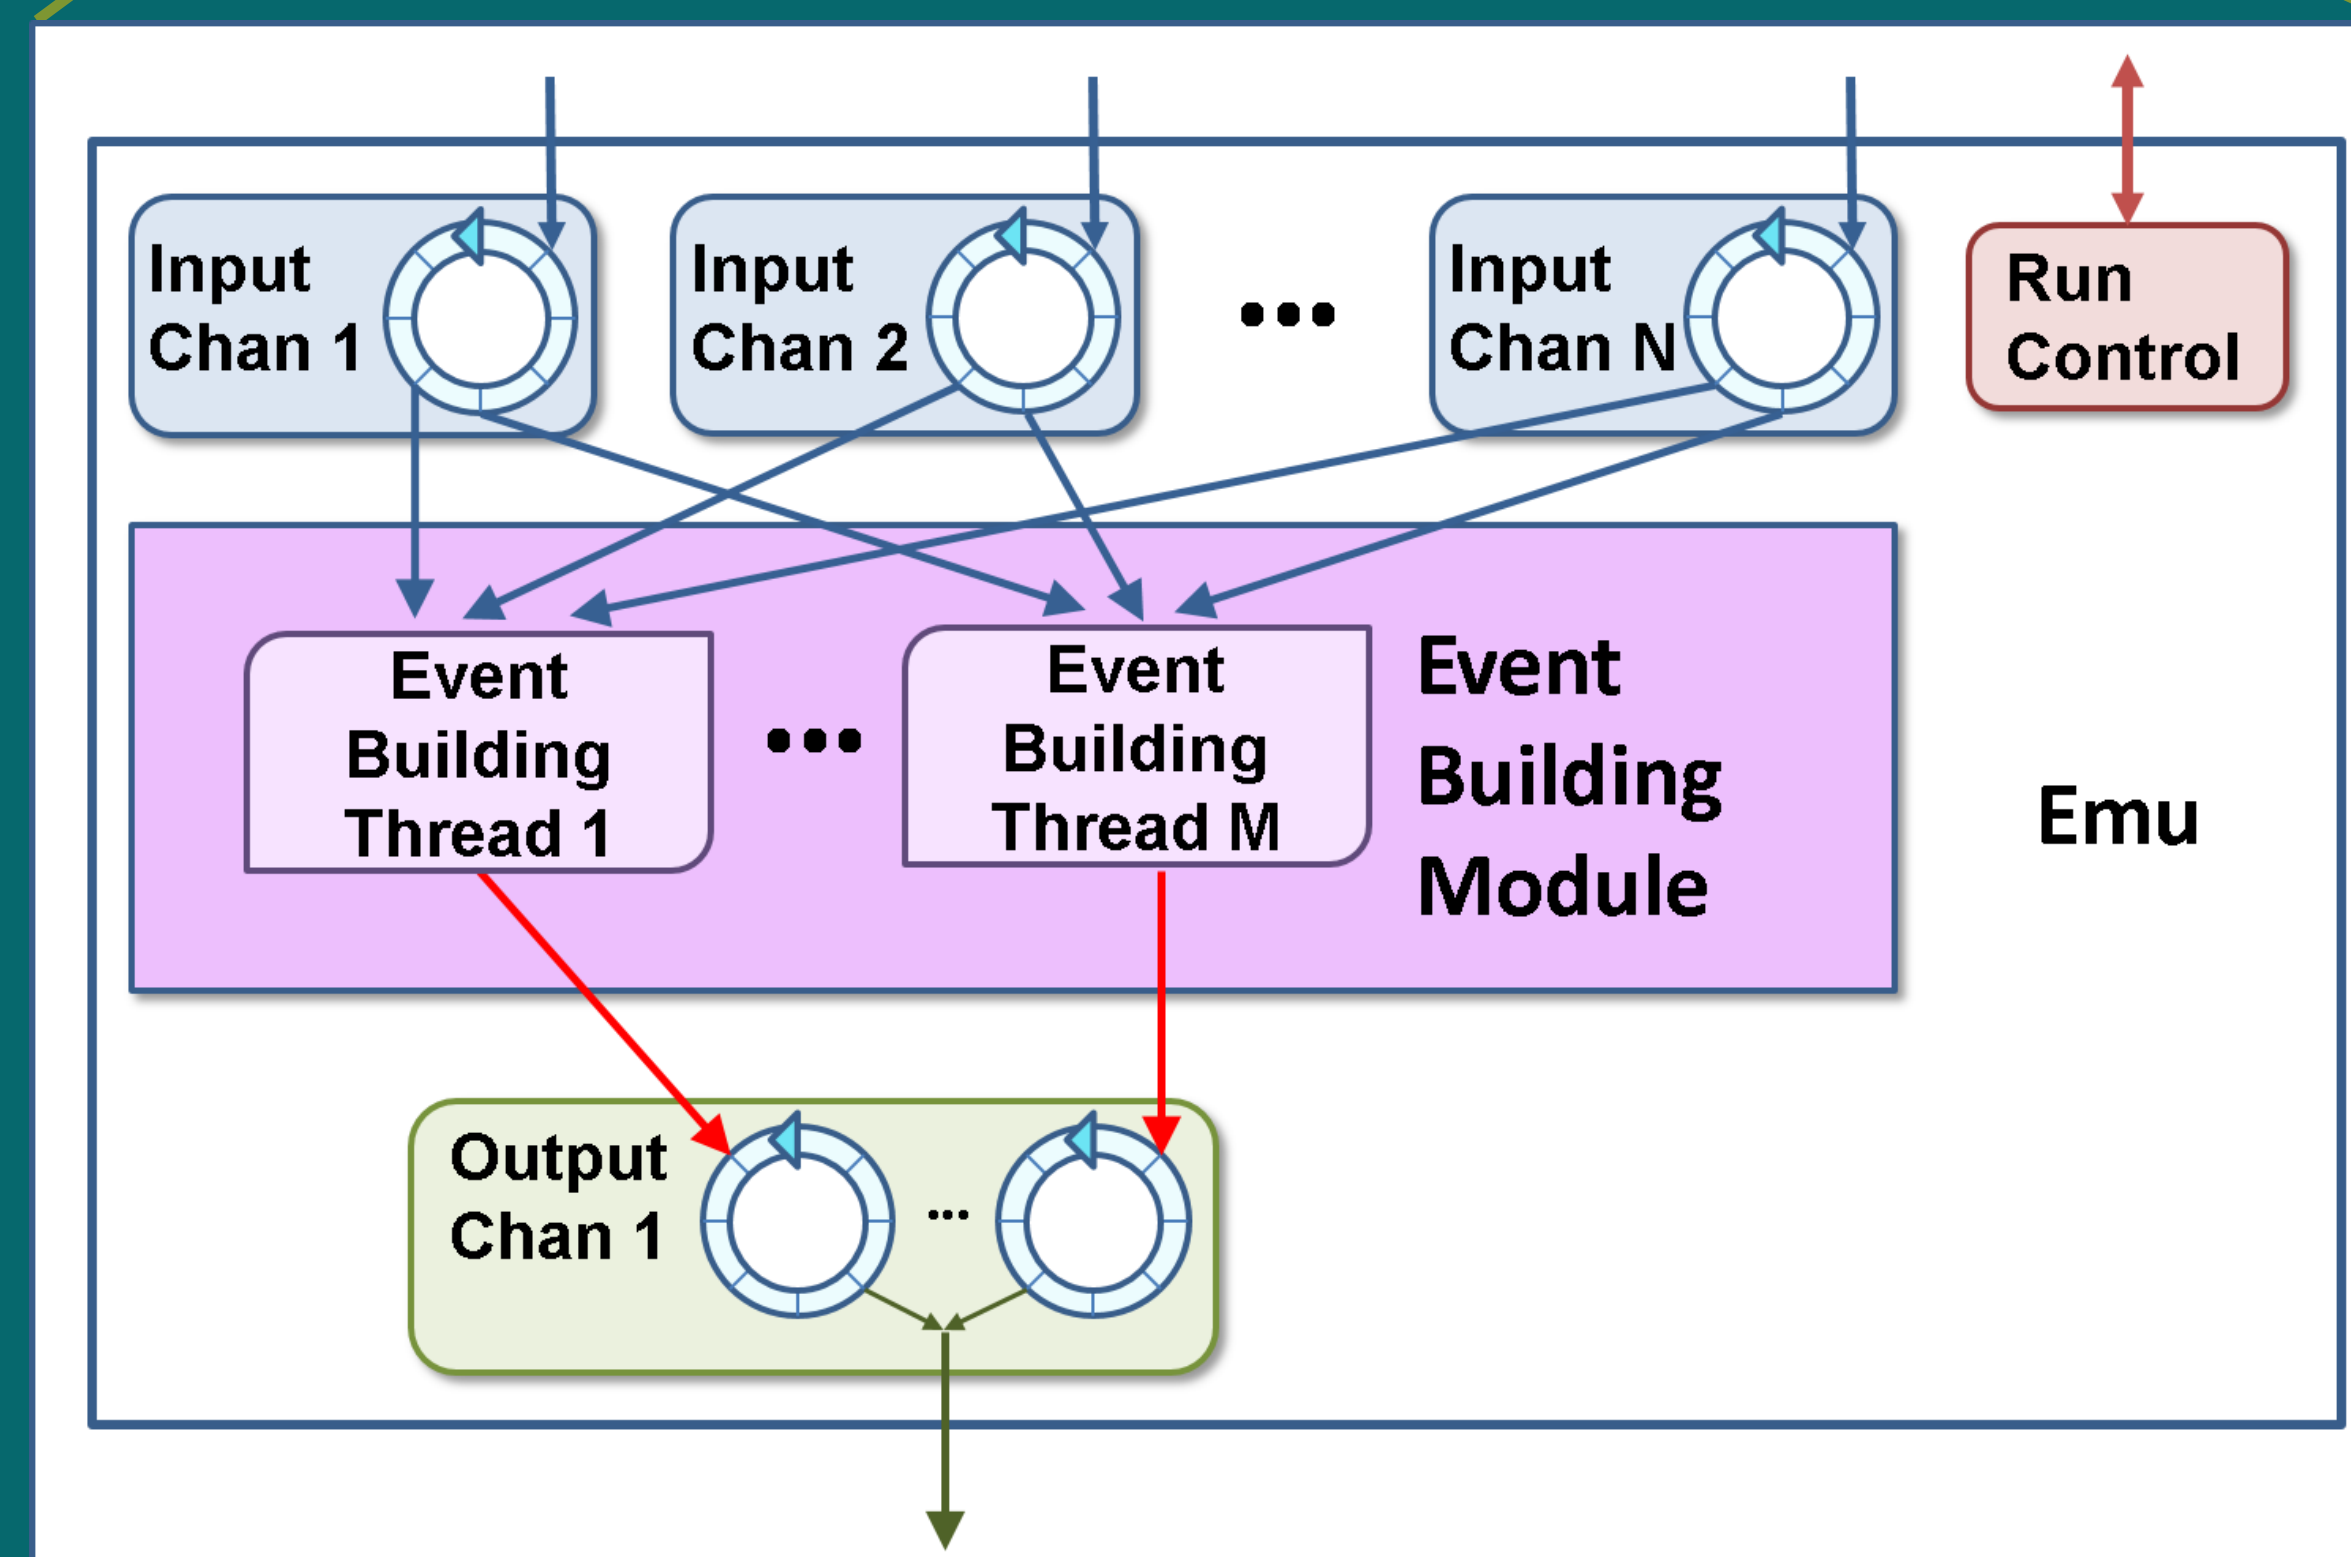 Input
Chan 1
Input
Chan 2
•••
Input
Chan N
Run
Control
Event
Building
Thread 1
•••
Event
Building
Thread M
Event
Building
Module
Emu
Output
Chan 1
...